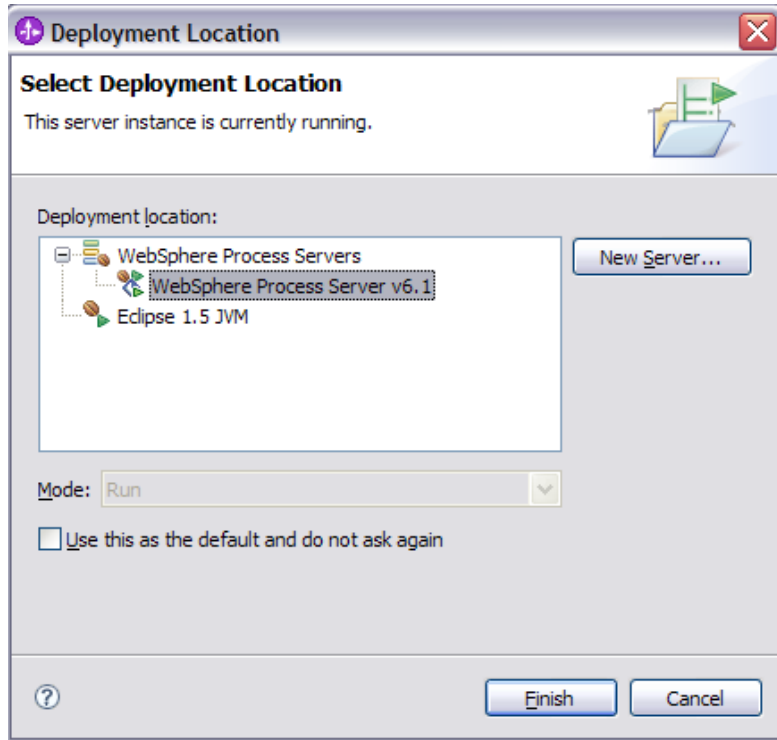 Deployment Location
Select Deployment Location
This server instance is currently running.
Deployment location:
WebSphere Process Servers
New Server...
WebSphere Process Server v6.1
Eclipse 1.5 JVM
Mode: Run
Use this as the default and do not ask again
Finish Cancel